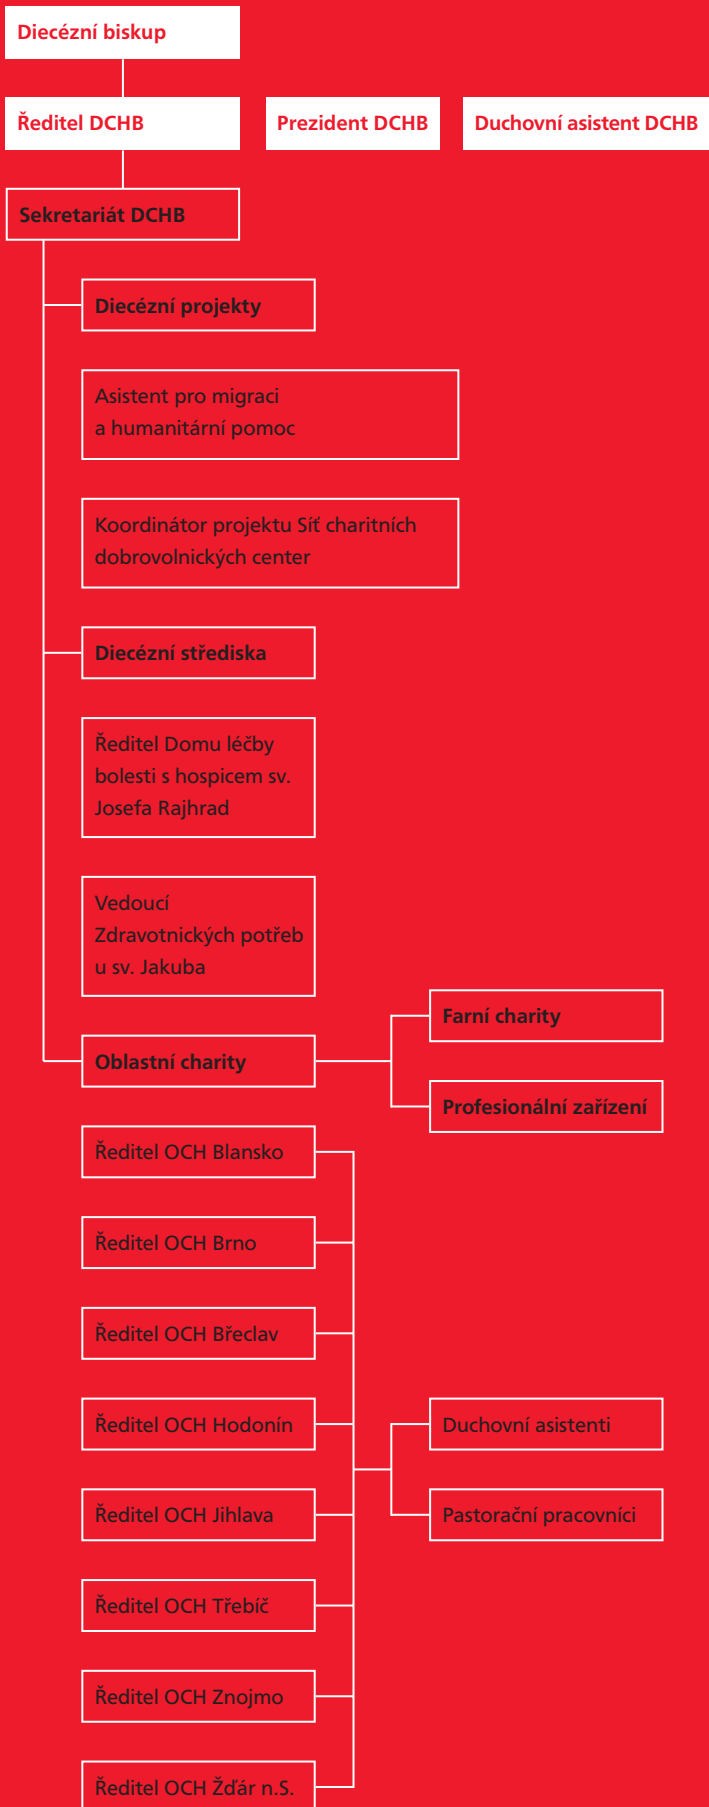 Diecézní biskup
Ředitel DCHB
Prezident DCHB
Duchovní asistent DCHB
Sekretariát DCHB
Diecézní projekty
Asistent pro migraci
a humanitární pomoc
Koordinátor projektu Síť charitních
dobrovolnických center
Diecézní střediska
Ředitel Domu léčby
bolesti s hospicem sv.
Josefa Rajhrad
Vedoucí
Zdravotnických potřeb
u sv. Jakuba
Oblastní charity
Farní charity
Profesionální zařízení
Ředitel OCH Blansko
Ředitel OCH Brno
Ředitel OCH Břeclav
Ředitel OCH Hodonín
Ředitel OCH Jihlava
Ředitel OCH Třebíč
Ředitel OCH Znojmo
Ředitel OCH Žďár n.S.
Duchovní asistenti
Pastorační pracovníci